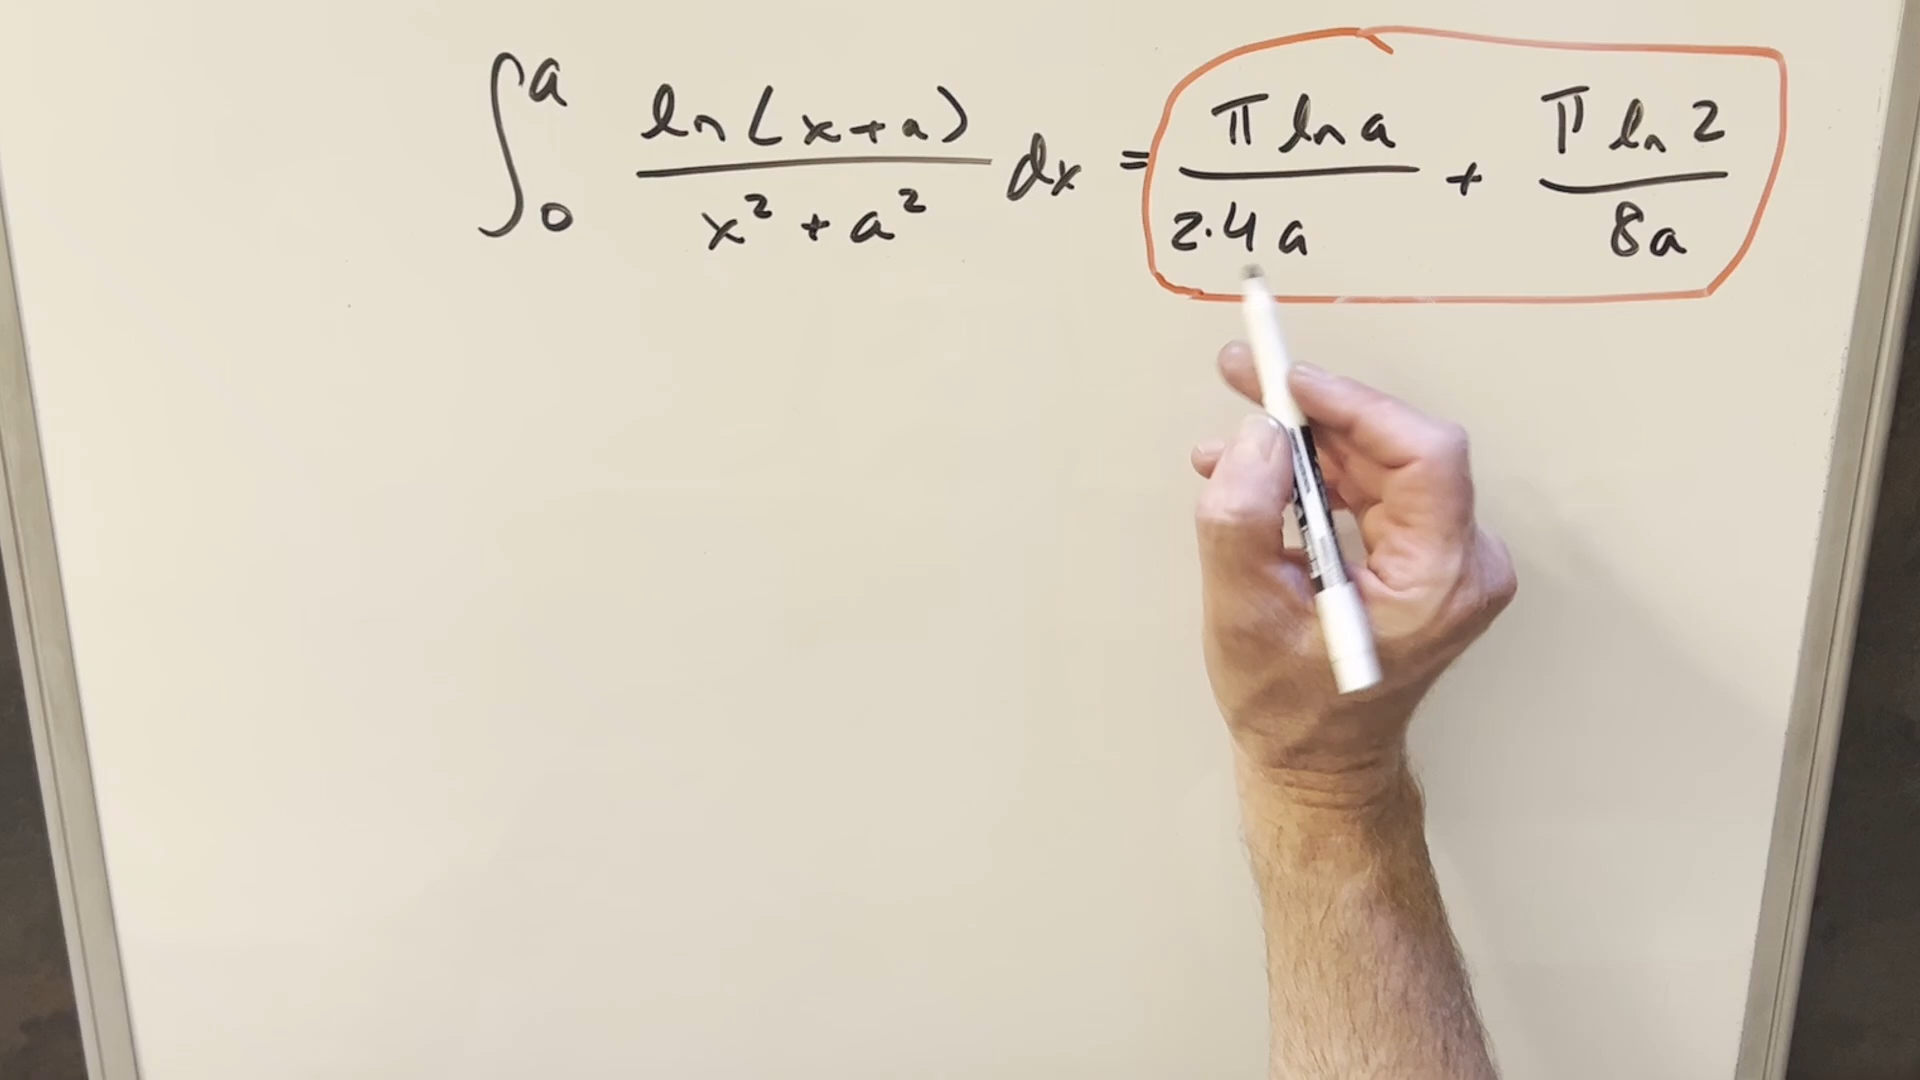 ∫₀ᵃ ln(x+a) / (x² + a²) dx = π ln a / (2·4a) + π ln 2 / (8a)